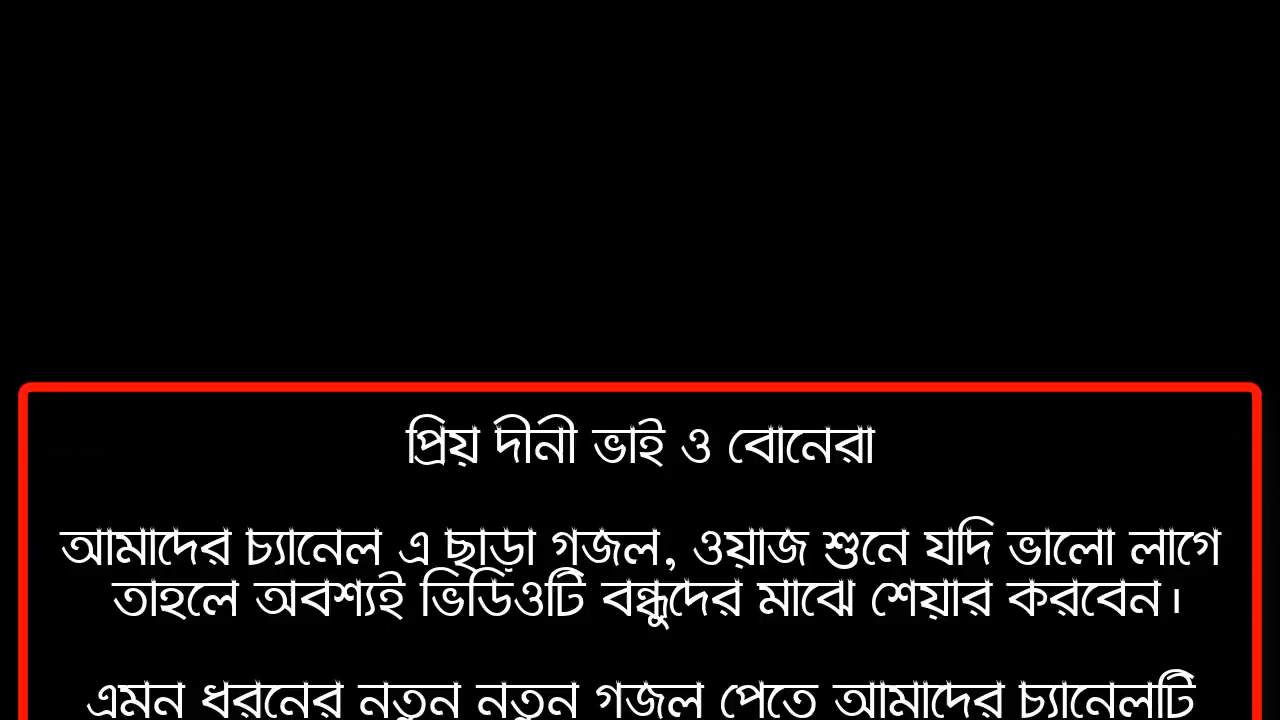 প্রিয় দীনী ভাই ও বোনেরা
আমাদের চ্যানেল এ ছাড়া গজল, ওয়াজ শুনে যদি ভালো লাগে
তাহলে অবশ্যই ভিডিওটি বন্ধুদের মাঝে শেয়ার করবেন।
এমন ধরনের নতুন নতুন গজল পেতে আমাদের চ্যানেলটি